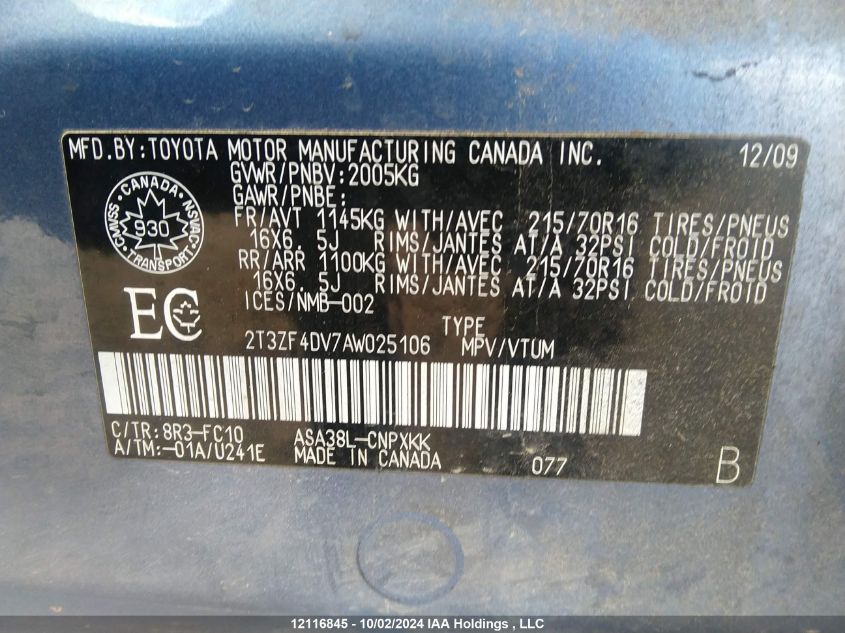 MFD.BY:TOYOTA MOTOR MANUFACTURING CANADA INC. 12/09
GVWR/PNBV:2005KG
GAWR/PNBE:
FR/AVT 1145KG WITH/AVEC 215/70R16 TIRES/PNEUS
16X6.5J RIMS/JANTES AT/A 32PSI COLD/FROID
RR/ARR 1100KG WITH/AVEC 215/70R16 TIRES/PNEUS
16X6.5J RIMS/JANTES AT/A 32PSI COLD/FROID
ICES/NMB-002
CANADA
CMVSS
NSVAC
930
TRANSPORT
EC
TYPE
2T3ZF4DV7AW025106 MPV/VTUM
C/TR:8R3-FC10 ASA38L-CNPXKK
A/TM:-01A/U241E MADE IN CANADA 077 B
12116845 - 10/02/2024 IAA Holdings , LLC